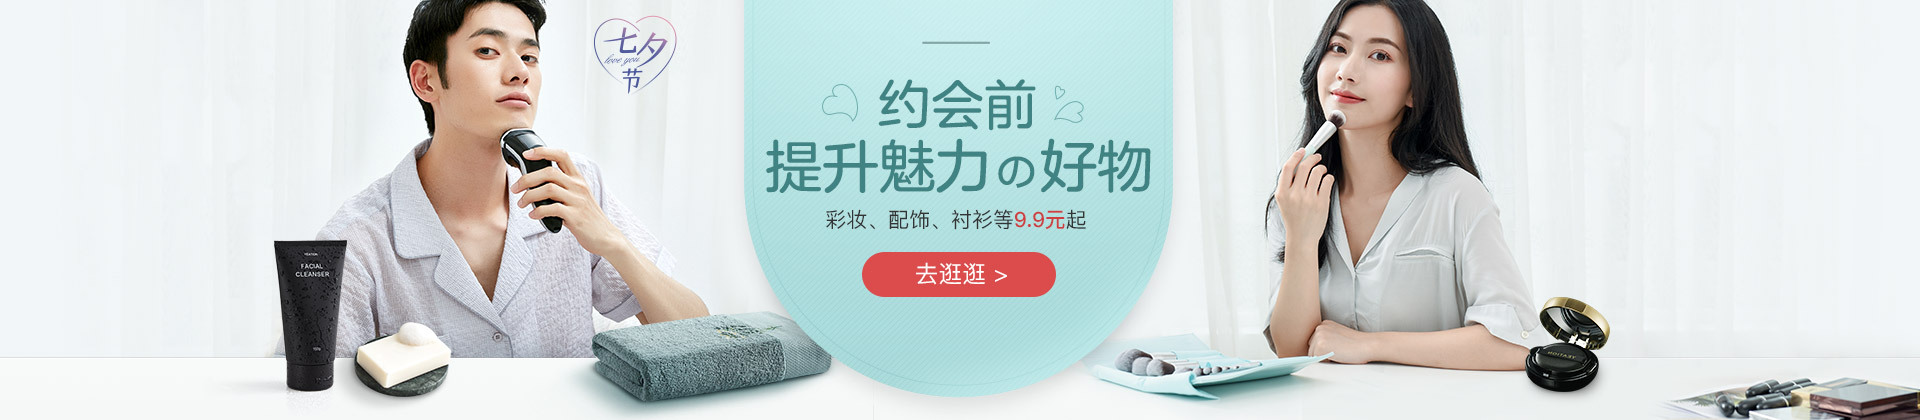 七夕
love you
节
约会前
提升魅力の好物
彩妆、配饰、衬衫等9.9元起
去逛逛 >
FACIAL
CLEANSER